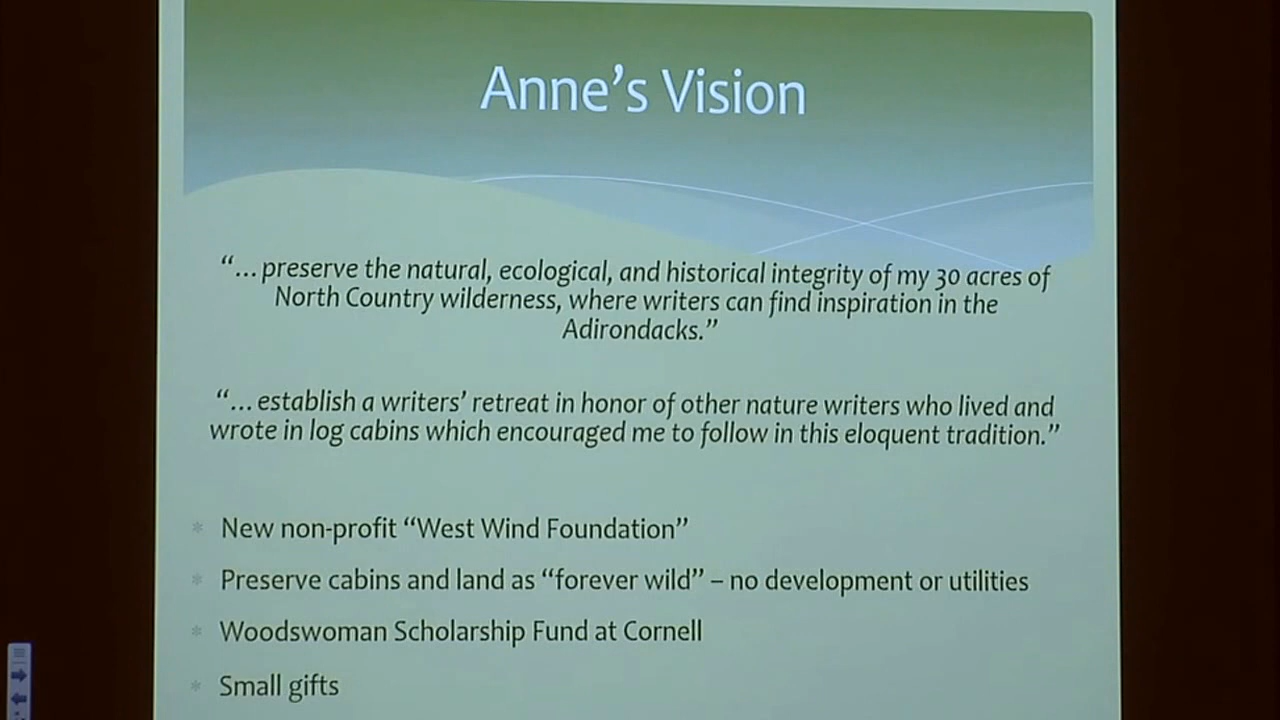 Anne’s Vision
“... preserve the natural, ecological, and historical integrity of my 30 acres of
North Country wilderness, where writers can find inspiration in the
Adirondacks.”
“... establish a writers’ retreat in honor of other nature writers who lived and
wrote in log cabins which encouraged me to follow in this eloquent tradition.”
* New non-profit “West Wind Foundation”
* Preserve cabins and land as “forever wild” – no development or utilities
* Woodswoman Scholarship Fund at Cornell
* Small gifts